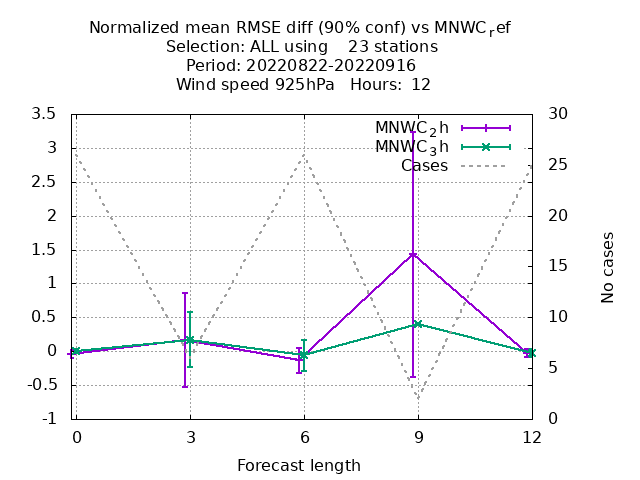 Normalized mean RMSE diff (90% conf) vs MNWC_ref
Selection: ALL using    23 stations
Period: 20220822-20220916
Wind speed 925hPa   Hours: 12
3.5
3
2.5
2
1.5
1
0.5
0
-0.5
-1
30
25
20
15
10
5
0
MNWC_2h
MNWC_3h
Cases
No cases
0 3 6 9 12
Forecast length